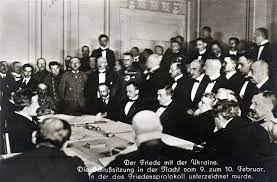 Der Friede mit der Ukraine.
Die Schlußsitzung in der Nacht vom 9. zum 10. Februar,
in der das Friedensprotokoll unterzeichnet wurde.